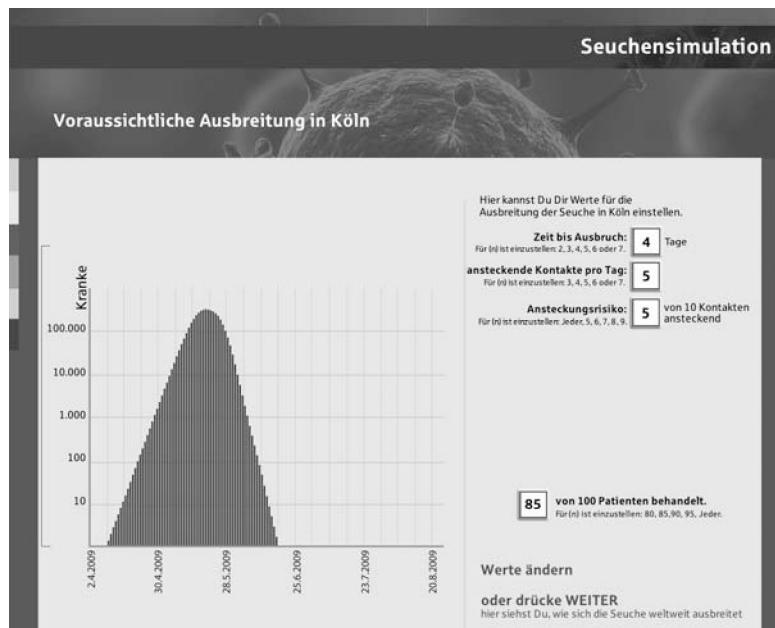 Seuchensimulation
Voraussichtliche Ausbreitung in Köln
Hier kannst Du Dir Werte für die
Ausbreitung der Seuche in Köln einstellen.
Zeit bis Ausbruch:
Für (n) ist einzustellen: 2, 3, 4, 5, 6 oder 7.
4 Tage
ansteckende Kontakte pro Tag:
Für (n) ist einzustellen: 3, 4, 5, 6 oder 7.
5
Ansteckungsrisiko:
Für (n) ist einzustellen: Jeder, 5, 6, 7, 8, 9.
5
von 10 Kontakten
ansteckend
Kranke
100.000
10.000
1.000
100
10
2.4.2009
30.4.2009
28.5.2009
25.6.2009
23.7.2009
20.8.2009
85
von 100 Patienten behandelt.
Für (n) ist einzustellen: 80, 85,90, 95, Jeder.
Werte ändern
oder drücke WEITER
hier siehst Du, wie sich die Seuche weltweit ausbreitet